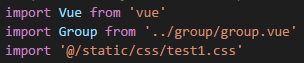 import Vue from 'vue'
import Group from '../group/group.vue'
import '@/static/css/test1.css'